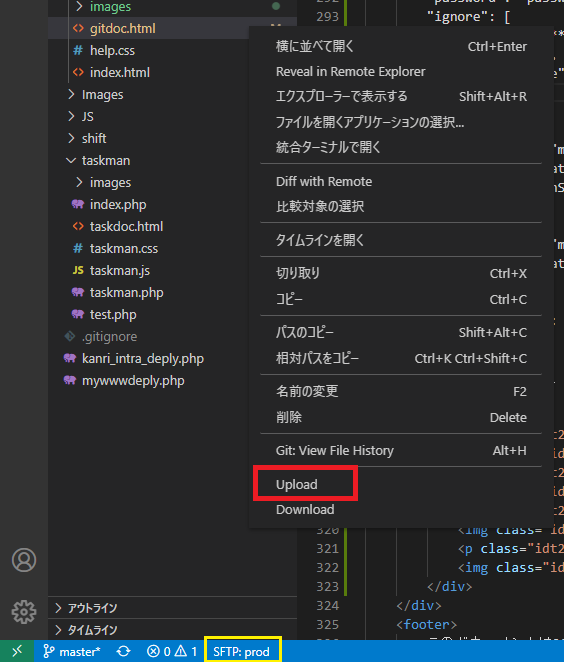 images
gitdoc.html
M
help.css
index.html
Images
JS
shift
taskman
images
index.php
taskdoc.html
taskman.css
JS taskman.js
taskman.php
test.php
.gitignore
kanri_intra_deply.php
mywwwdeply.php
アウトライン
タイムライン
293 "ignore": [
横に並べて開く Ctrl+Enter
Reveal in Remote Explorer
エクスプローラーで表示する Shift+Alt+R
ファイルを開くアプリケーションの選択...
統合ターミナルで開く
Diff with Remote
比較対象の選択
タイムラインを開く
切り取り Ctrl+X
コピー Ctrl+C
パスのコピー Shift+Alt+C
相対パスをコピー Ctrl+K Ctrl+Shift+C
名前の変更 F2
削除 Delete
Git: View File History Alt+H
Upload
Download
320 <img class="id
321 <p class="idt2
322 <img class="id
323 </div>
324 </div>
325 <footer>
master* 0 1 SFTP: prod